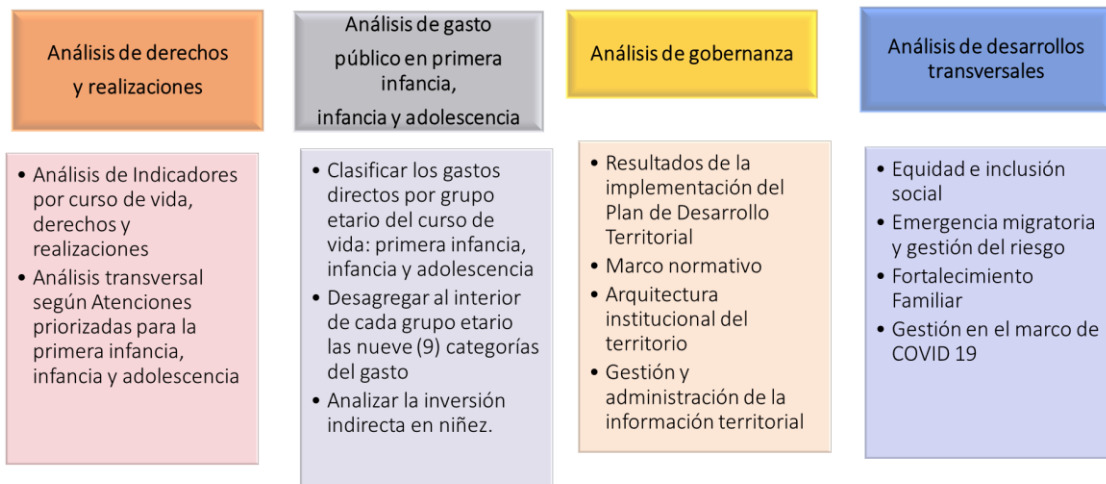 Análisis de derechos
y realizaciones
• Análisis de Indicadores
por curso de vida,
derechos y
realizaciones
• Análisis transversal
según Atenciones
priorizadas para la
primera infancia,
infancia y adolescencia
Análisis de gasto
público en primera
infancia,
infancia y adolescencia
• Clasificar los gastos
directos por grupo
etario del curso de
vida: primera infancia,
infancia y adolescencia
• Desagregar al interior
de cada grupo etario
las nueve (9) categorías
del gasto
• Analizar la inversión
indirecta en niñez.
Análisis de gobernanza
• Resultados de la
implementación del
Plan de Desarrollo
Territorial
• Marco normativo
• Arquitectura
institucional del
territorio
• Gestión y
administración de la
información territorial
Análisis de desarrollos
transversales
• Equidad e inclusión
social
• Emergencia migratoria
y gestión del riesgo
• Fortalecimiento
Familiar
• Gestión en el marco de
COVID 19